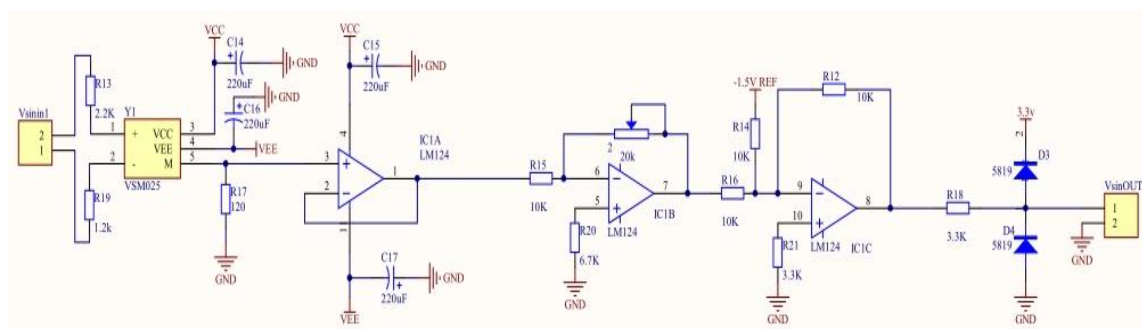 Vsinin1
2
1
R13
2.2K
R19
1.2k
Y1
1
+
2
-
VCC
VEE
M
3
4
5
VSM025
VCC
C14
+
220uF
GND
GND
+
C16
220uF
VEE
R17
120
GND
VCC
C15
+
220uF
GND
4
IC1A
LM124
3
+
2
−
1
C17
+
220uF
GND
VEE
R15
10K
2
20k
6
−
5
+
7
IC1B
LM124
R20
6.7K
GND
R16
10K
-1.5V REF
R14
10K
R12
10K
9
−
10
+
8
LM124
IC1C
R21
3.3K
GND
R18
3.3K
3.3v
2
D3
5819
D4
5819
GND
VsinOUT
1
2
GND